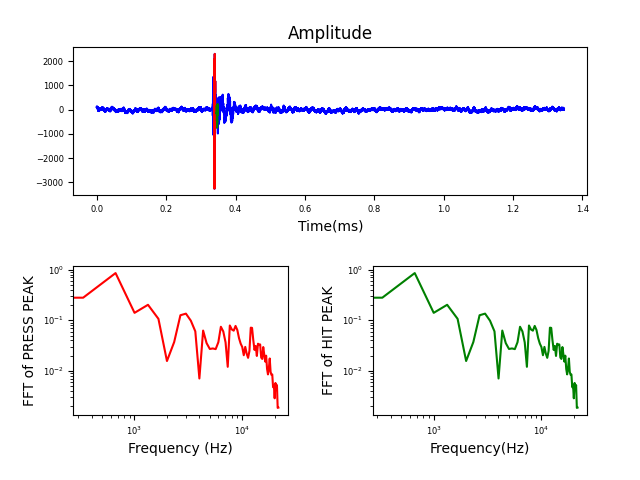 Amplitude
2000
1000
0
−1000
−2000
−3000
0.0 0.2 0.4 0.6 0.8 1.0 1.2 1.4
Time(ms)
FFT of PRESS PEAK
10⁰
10⁻¹
10⁻²
10³ 10⁴
Frequency (Hz)
FFT of HIT PEAK
10⁰
10⁻¹
10⁻²
10³ 10⁴
Frequency(Hz)